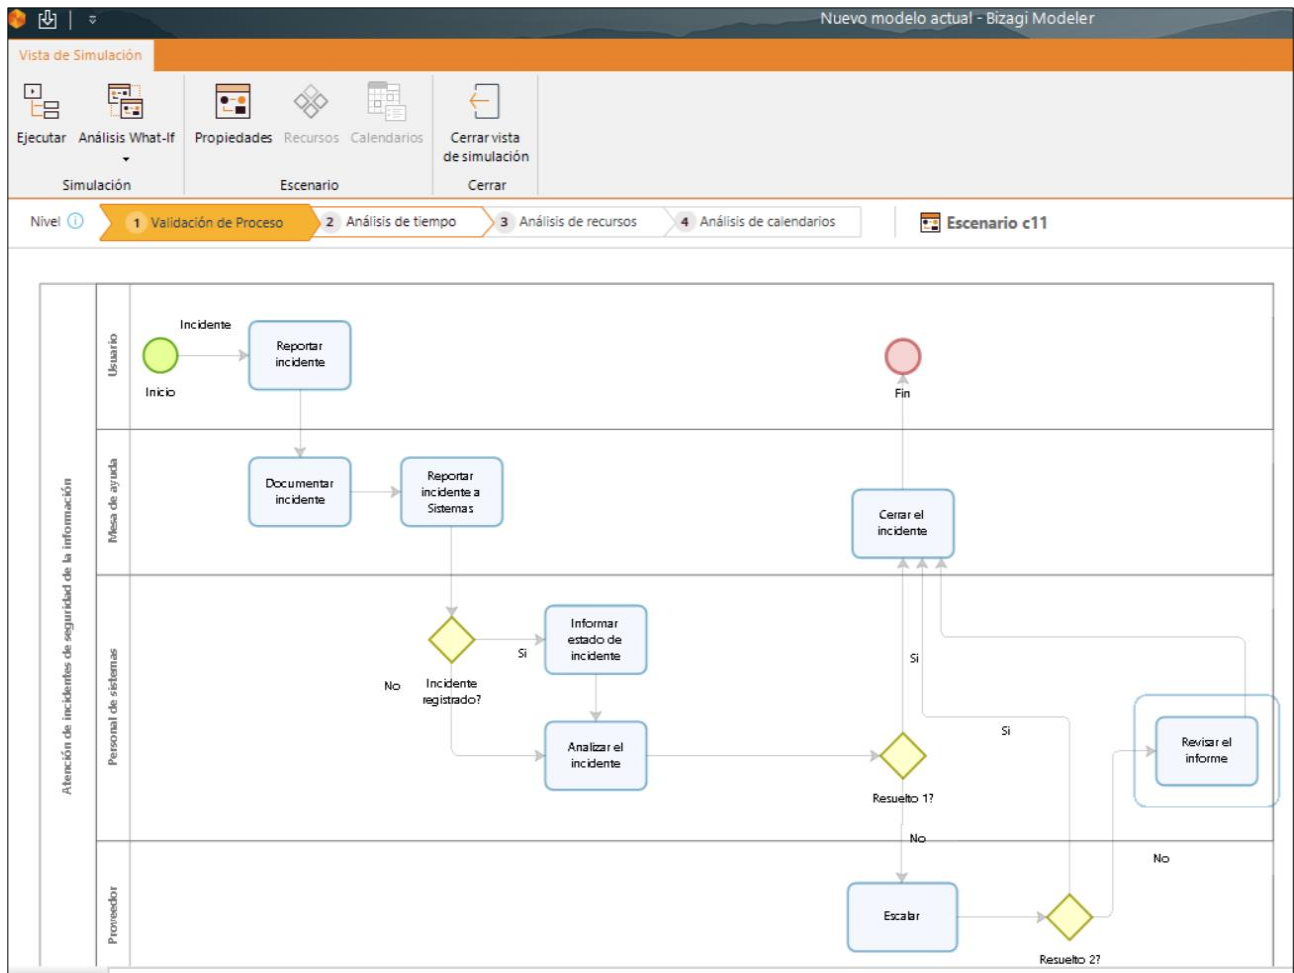 Nuevo modelo actual - Bizagi Modeler
Vista de Simulación
Ejecutar
Análisis What-If
Propiedades
Recursos
Calendarios
Cerrar vista
de simulación
Simulación
Escenario
Cerrar
Nivel
1 Validación de Proceso
2 Análisis de tiempo
3 Análisis de recursos
4 Análisis de calendarios
Escenario c11
Atención de incidentes de seguridad de la información
Usuario
Incidente
Inicio
Reportar
incidente
Fin
Mesa de ayuda
Documentar
incidente
Reportar
incidente a
Sistemas
Cerrar el
incidente
Personal de sistemas
Informar
estado de
incidente
Si
No
Incidente
registrado?
Analizar el
incidente
Si
Si
Revisar el
informe
Resuelto 1?
No
No
Proveedor
Escalar
Resuelto 2?